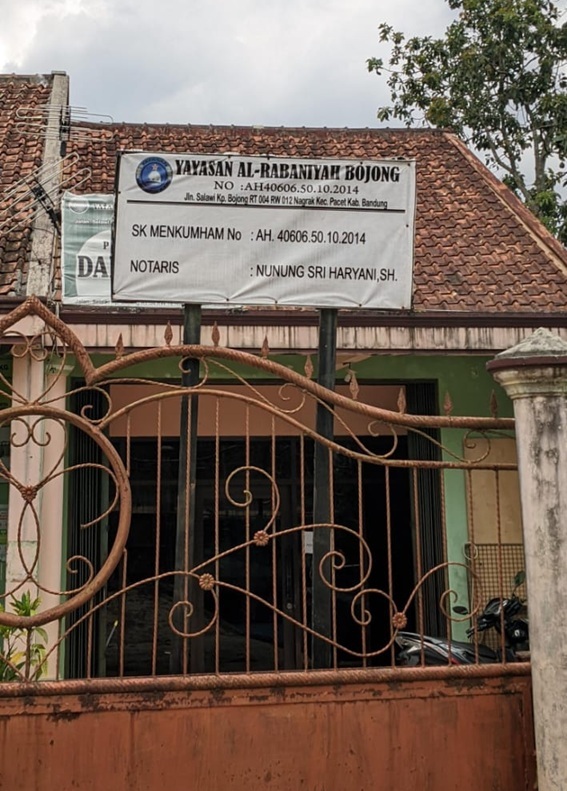 YAYASAN AL-RABANIYAH BOJONG
NO :AH40606.50.10.2014
Jln. Salawi Kp. Bojong RT 004 RW 012 Nagrak Kec. Pacet Kab. Bandung
SK MENKUMHAM No : AH. 40606.50.10.2014
NOTARIS : NUNUNG SRI HARYANI,SH.